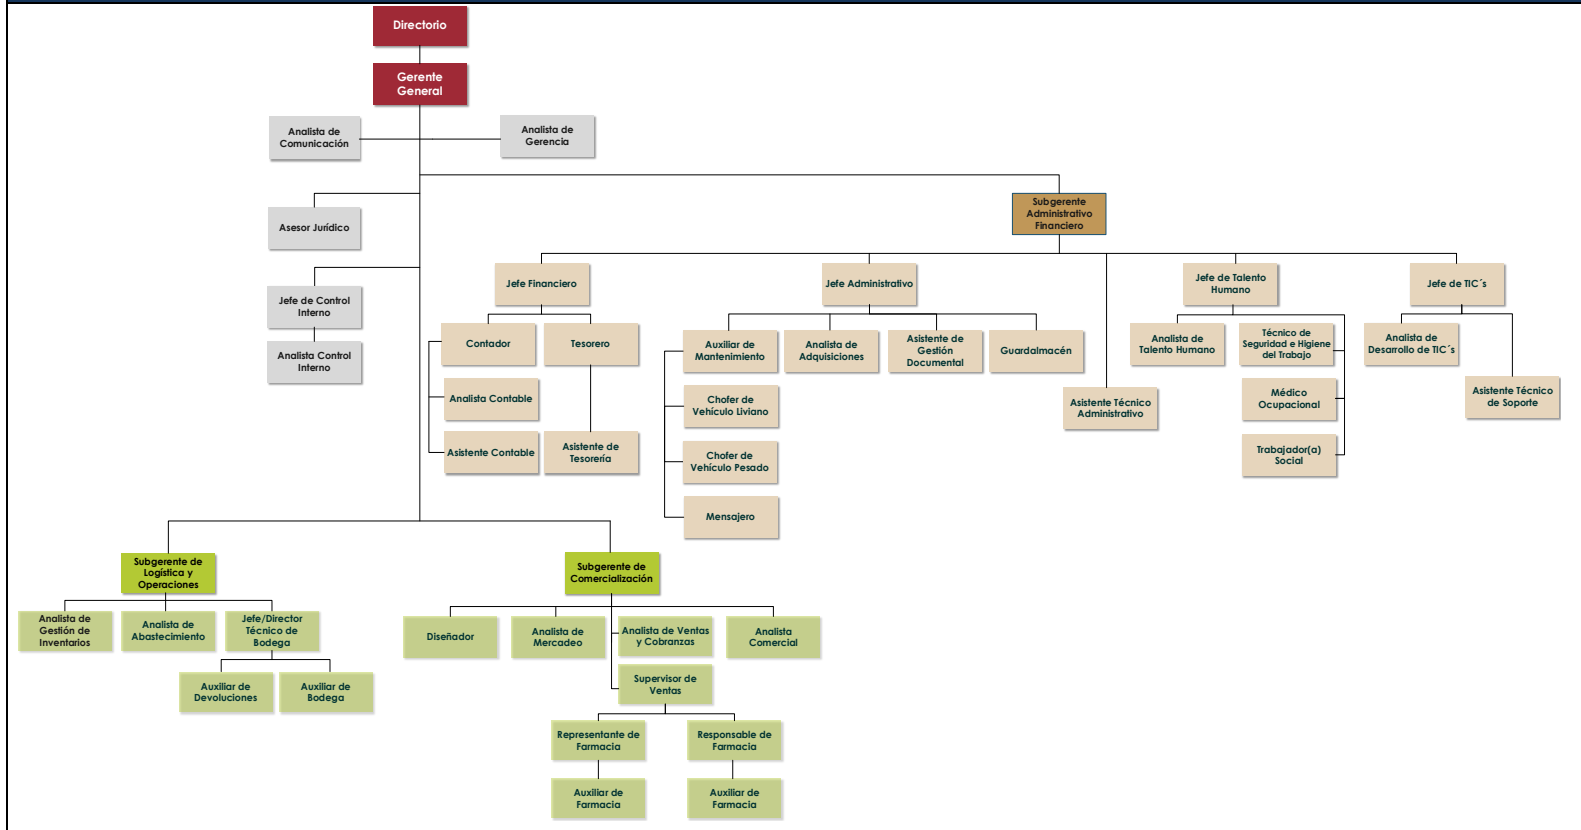 Directorio
Gerente
General
Analista de
Comunicación
Analista de
Gerencia
Subgerente
Administrativo
Financiero
Asesor Jurídico
Jefe de Control
Interno
Analista Control
Interno
Jefe Financiero
Jefe Administrativo
Jefe de Talento
Humano
Jefe de TIC´s
Contador
Tesorero
Auxiliar de
Mantenimiento
Analista de
Adquisiciones
Asistente de
Gestión
Documental
Guardalmacén
Analista de
Talento Humano
Técnico de
Seguridad e Higiene
del Trabajo
Analista de
Desarrollo de TIC´s
Analista Contable
Chofer de
Vehículo Liviano
Asistente Técnico
Administrativo
Médico
Ocupacional
Asistente Técnico
de Soporte
Asistente Contable
Asistente de
Tesorería
Chofer de
Vehículo Pesado
Trabajador(a)
Social
Mensajero
Subgerente de
Logística y
Operaciones
Subgerente de
Comercialización
Analista de
Gestión de
Inventarios
Analista de
Abastecimiento
Jefe/Director
Técnico de
Bodega
Diseñador
Analista de
Mercadeo
Analista de Ventas
y Cobranzas
Analista
Comercial
Auxiliar de
Devoluciones
Auxiliar de
Bodega
Supervisor de
Ventas
Representante de
Farmacia
Responsable de
Farmacia
Auxiliar de
Farmacia
Auxiliar de
Farmacia